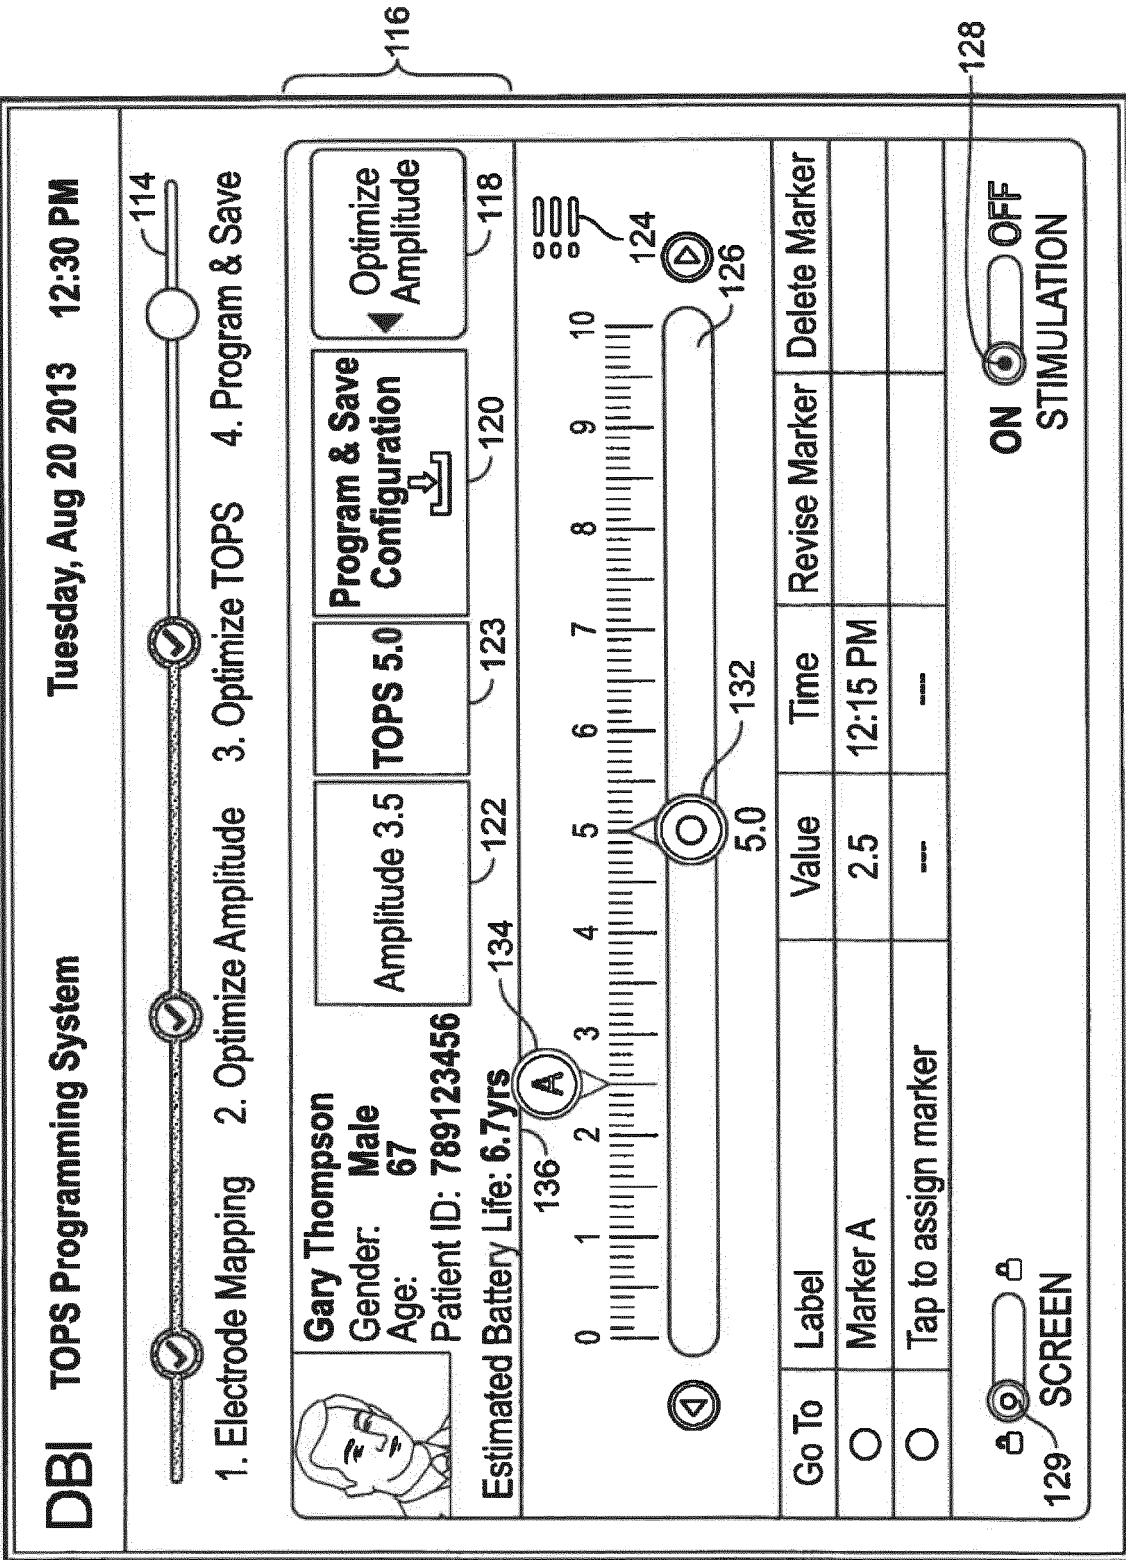 DBI TOPS Programming System Tuesday, Aug 20 2013 12:30 PM
114
1. Electrode Mapping 2. Optimize Amplitude 3. Optimize TOPS 4. Program & Save
116
Gary Thompson
Gender: Male
Age: 67
Patient ID: 789123456
Estimated Battery Life: 6.7yrs
Amplitude 3.5
122
TOPS 5.0
123
Program & Save
Configuration
120
Optimize
Amplitude
118
136
A
134
124
0 1 2 3 4 5 6 7 8 9 10
126
132
5.0
Go To Label Value Time Revise Marker Delete Marker
Marker A 2.5 12:15 PM
Tap to assign marker --- ---
129
SCREEN
ON OFF
STIMULATION
128